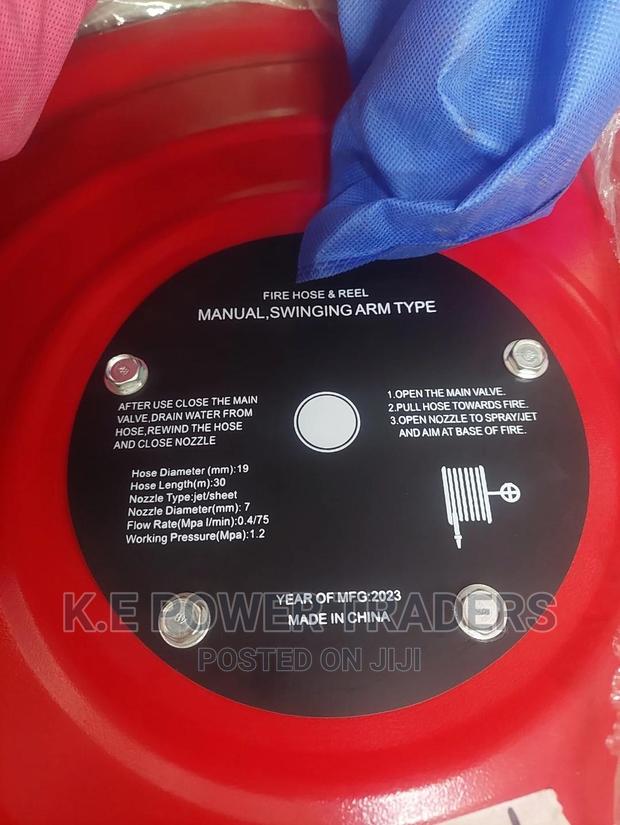 FIRE HOSE & REEL
MANUAL,SWINGING ARM TYPE
AFTER USE CLOSE THE MAIN
VALVE,DRAIN WATER FROM
HOSE,REWIND THE HOSE
AND CLOSE NOZZLE
1.OPEN THE MAIN VALVE.
2.PULL HOSE TOWARDS FIRE.
3.OPEN NOZZLE TO SPRAY/JET
AND AIM AT BASE OF FIRE.
Hose Diameter (mm):19
Hose Length(m):30
Nozzle Type:jet/sheet
Nozzle Diameter(mm): 7
Flow Rate(Mpa l/min):0.4/75
Working Pressure(Mpa):1.2
YEAR OF MFG:2023
MADE IN CHINA
K.E POWER TRADERS
POSTED ON JIJI